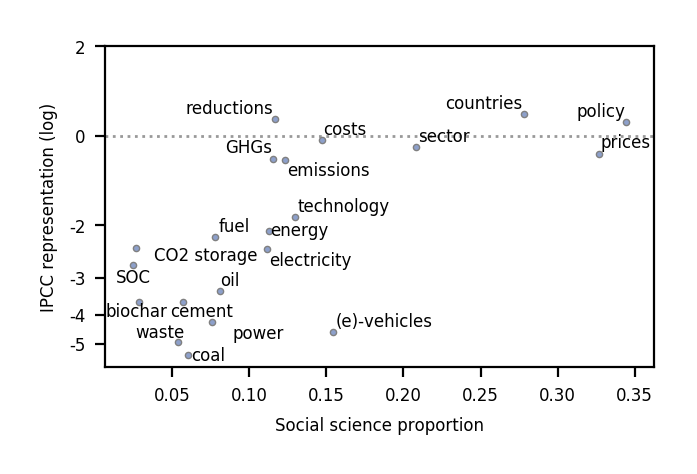 2
countries
reductions
policy
costs
0
sector
prices
GHGs
emissions
technology
-2
fuel
energy
CO2 storage
electricity
-3
SOC
oil
biochar
cement
-4
(e)-vehicles
waste
power
-5
coal
IPCC representation (log)
0.05 0.10 0.15 0.20 0.25 0.30 0.35
Social science proportion